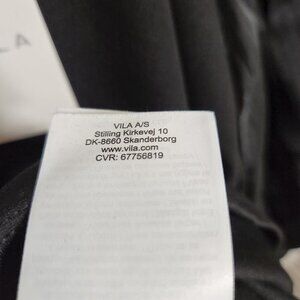 VILA A/S
Stilling Kirkevej 10
DK-8660 Skanderborg
www.vila.com
CVR: 67756819